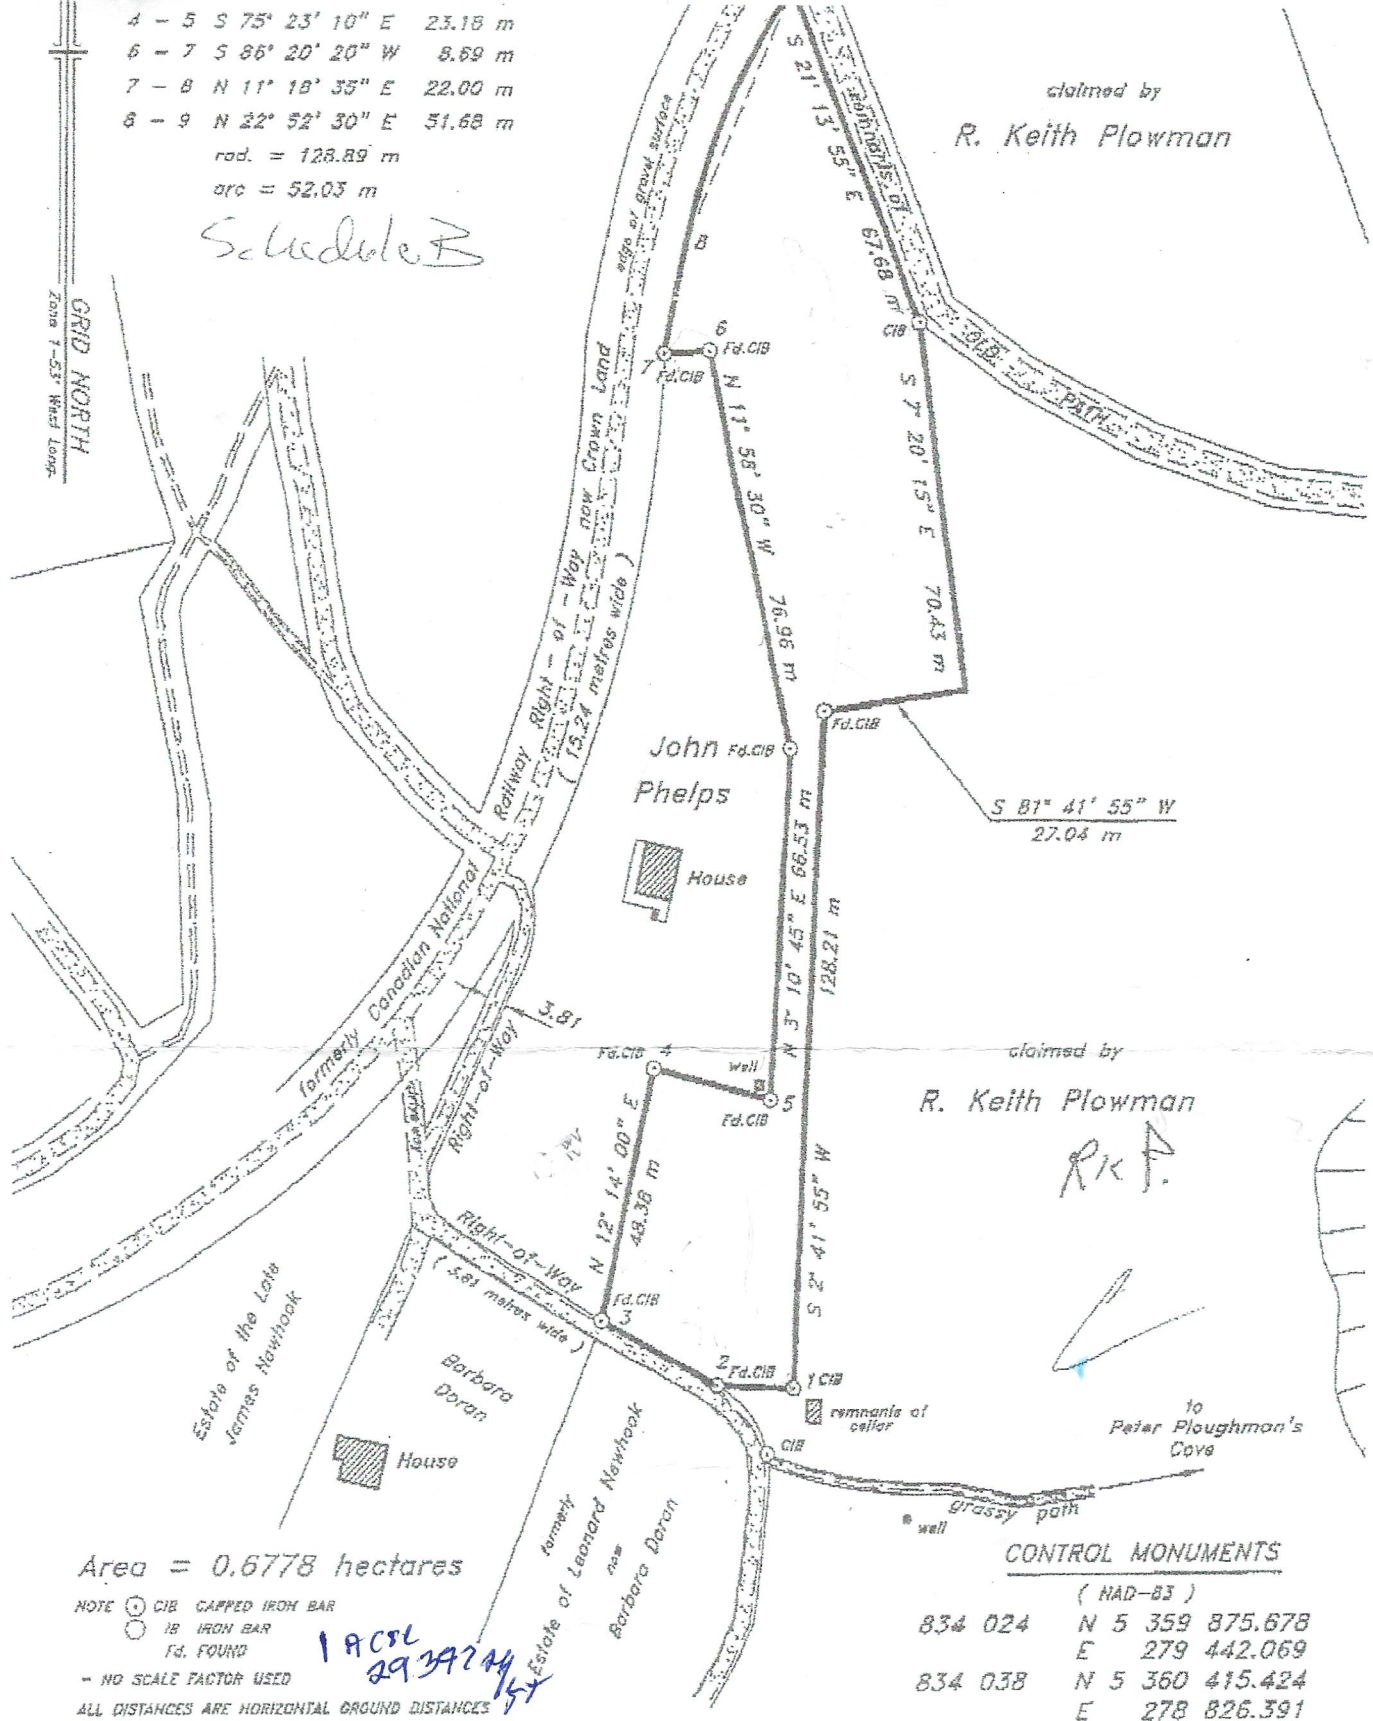 4 - 5 S 75° 23' 10" E 23.18 m
6 - 7 S 86° 20' 20" W 8.69 m
7 - 8 N 11° 18' 35" E 22.00 m
8 - 9 N 22° 52' 30" E 51.68 m
rad. = 128.89 m
arc = 52.03 m
Schedule B
GRID NORTH
Zone 1-53° West Long.
S 21° 13' 55" E 67.68 m
remnants of
OLD PATH
claimed by
R. Keith Plowman
edge of gravel surface
8
6
Fd.CIB
7
Fd.CIB
CIB
N 11° 58' 30" W 76.96 m
S 7° 20' 15" E 70.43 m
formerly Canadian National Railway Right-of-Way now Crown Land
( 15.24 metres wide )
John
Phelps
Fd.CIB
Fd.CIB
S 81° 41' 55" W
27.04 m
House
N 3° 10' 45" E 66.53 m
128.21 m
S 2° 41' 55" W
3.81
Right-of-Way
Fd.CIB
4
well
5
Fd.CIB
claimed by
R. Keith Plowman
RKP.
N 12° 14' 00" E
48.38 m
Right-of-Way
( 3.81 metres wide )
Fd.CIB
3
2
Fd.CIB
1 CIB
remnants of
cellar
CIB
to
Peter Ploughman's
Cove
grassy path
well
Estate of the Late
James Newhook
Barbara
Doran
House
formerly
Estate of Leonard Newhook
now
Barbara Doran
Area = 0.6778 hectares
NOTE CIB CAPPED IRON BAR
IB IRON BAR
Fd. FOUND
- NO SCALE FACTOR USED
ALL DISTANCES ARE HORIZONTAL GROUND DISTANCES
1 ACRE
CONTROL MONUMENTS
( NAD-83 )
834 024 N 5 359 875.678
E 279 442.069
834 038 N 5 360 415.424
E 278 826.391